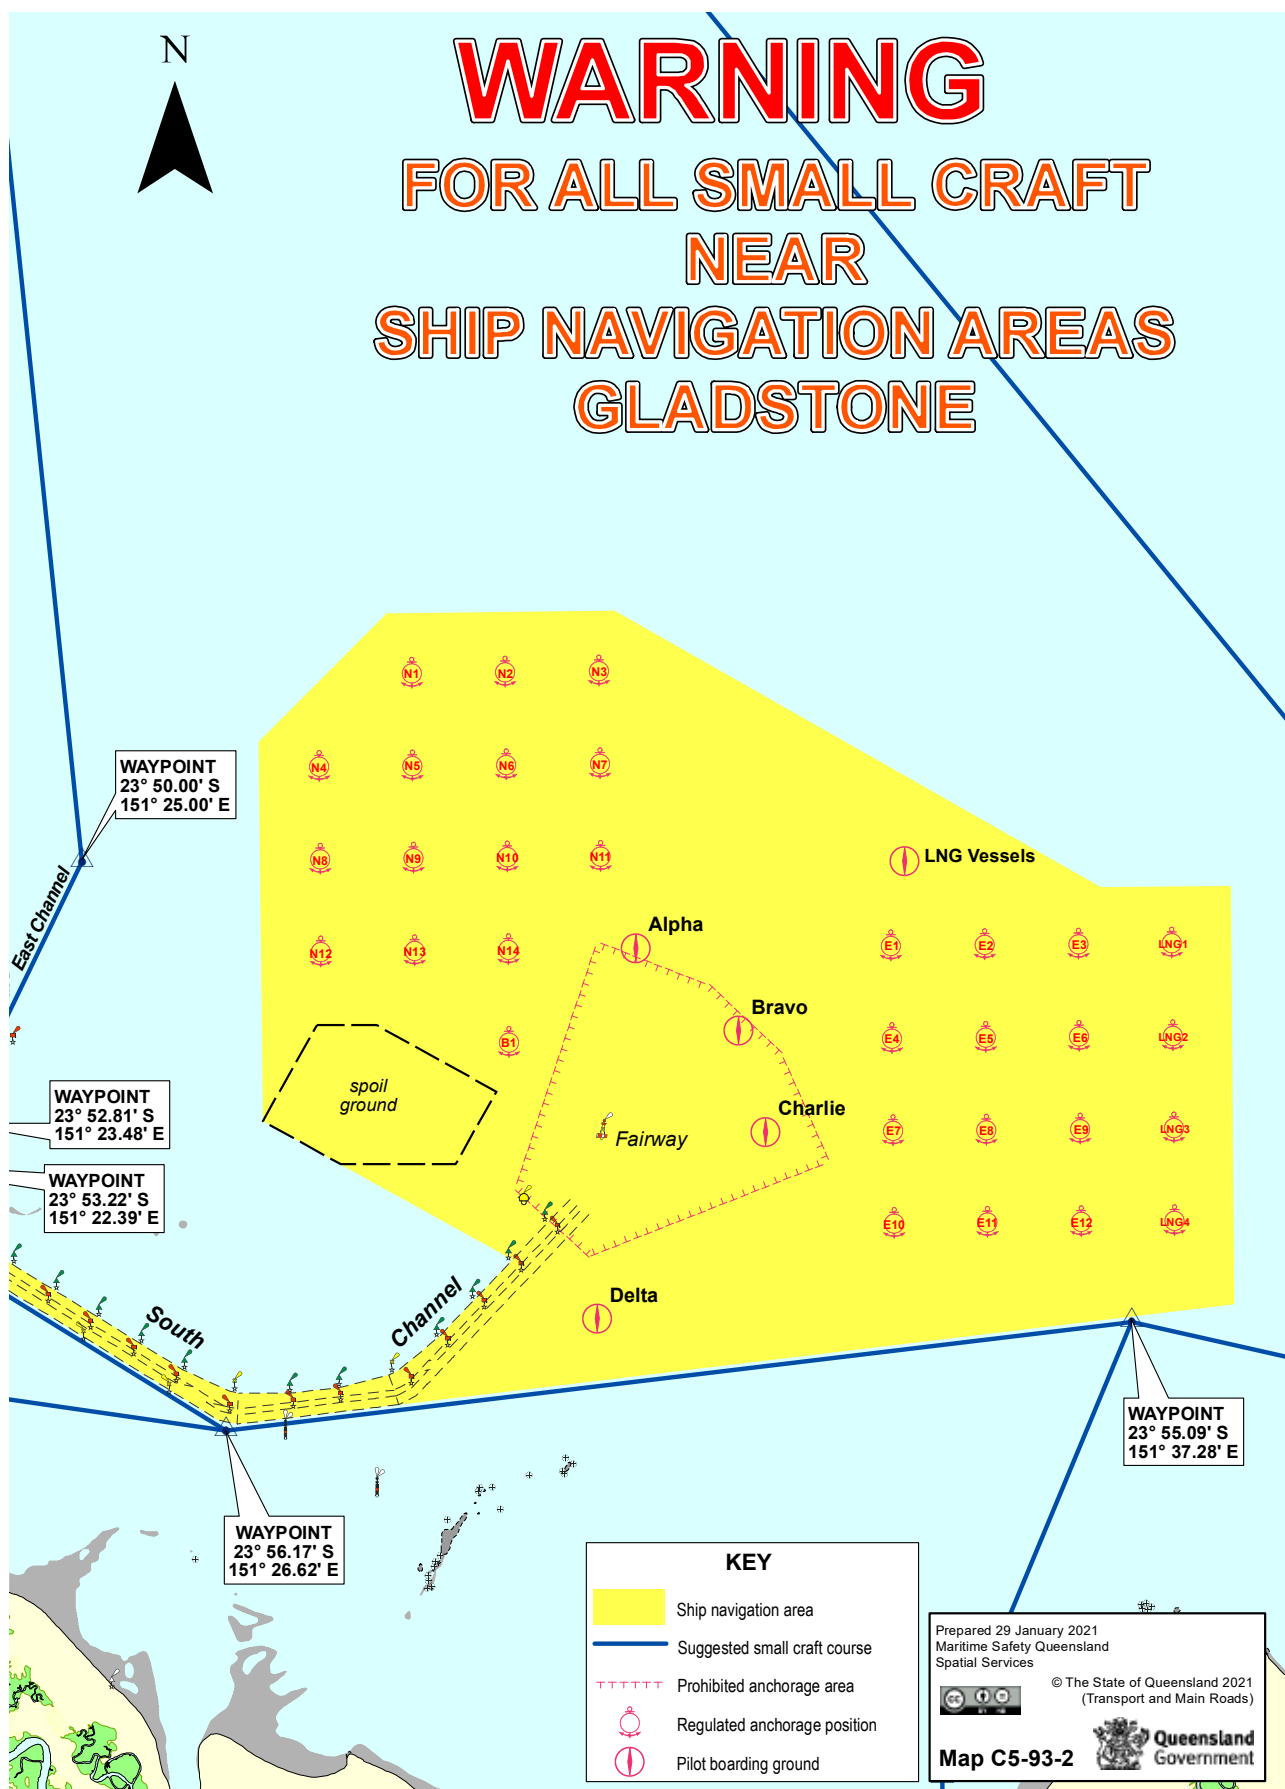 N
WARNING
FOR ALL SMALL CRAFT
NEAR
SHIP NAVIGATION AREAS
GLADSTONE
N1
N2
N3
N4
N5
N6
N7
WAYPOINT
23° 50.00' S
151° 25.00' E
N8
N9
N10
N11
LNG Vessels
East Channel
Alpha
N12
N13
N14
E1
E2
E3
LNG1
Bravo
B1
E4
E5
E6
LNG2
spoil
ground
WAYPOINT
23° 52.81' S
151° 23.48' E
Charlie
Fairway
E7
E8
E9
LNG3
WAYPOINT
23° 53.22' S
151° 22.39' E
E10
E11
E12
LNG4
South
Channel
Delta
WAYPOINT
23° 55.09' S
151° 37.28' E
WAYPOINT
23° 56.17' S
151° 26.62' E
KEY
Ship navigation area
Suggested small craft course
Prohibited anchorage area
Regulated anchorage position
Pilot boarding ground
Prepared 29 January 2021
Maritime Safety Queensland
Spatial Services
© The State of Queensland 2021
(Transport and Main Roads)
cc
Map C5-93-2
Queensland
Government